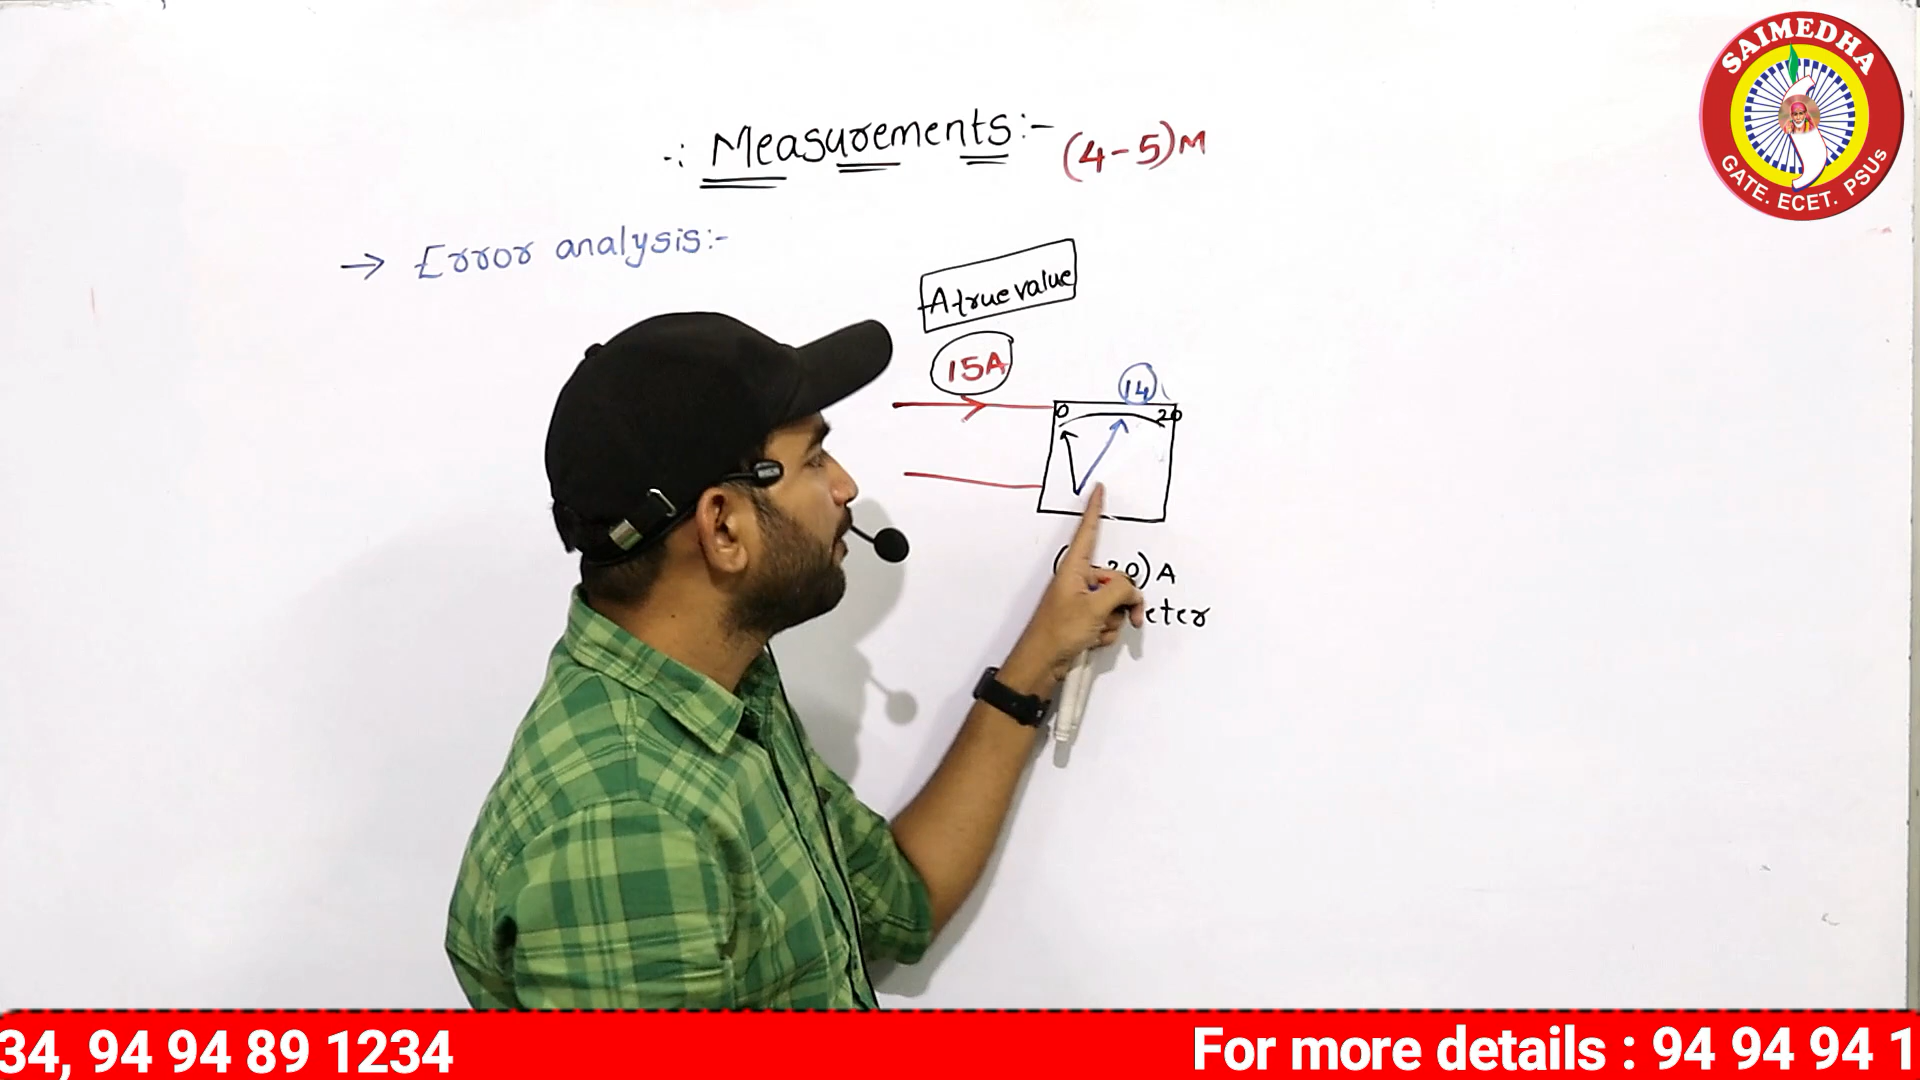 SAIMEDHA
GATE. ECET. PSUs
∴ Measurements:-
(4-5)M
→ Error analysis:-
A true value
15A
14
0 20
20) A
eter
34, 94 94 89 1234
For more details : 94 94 94 1